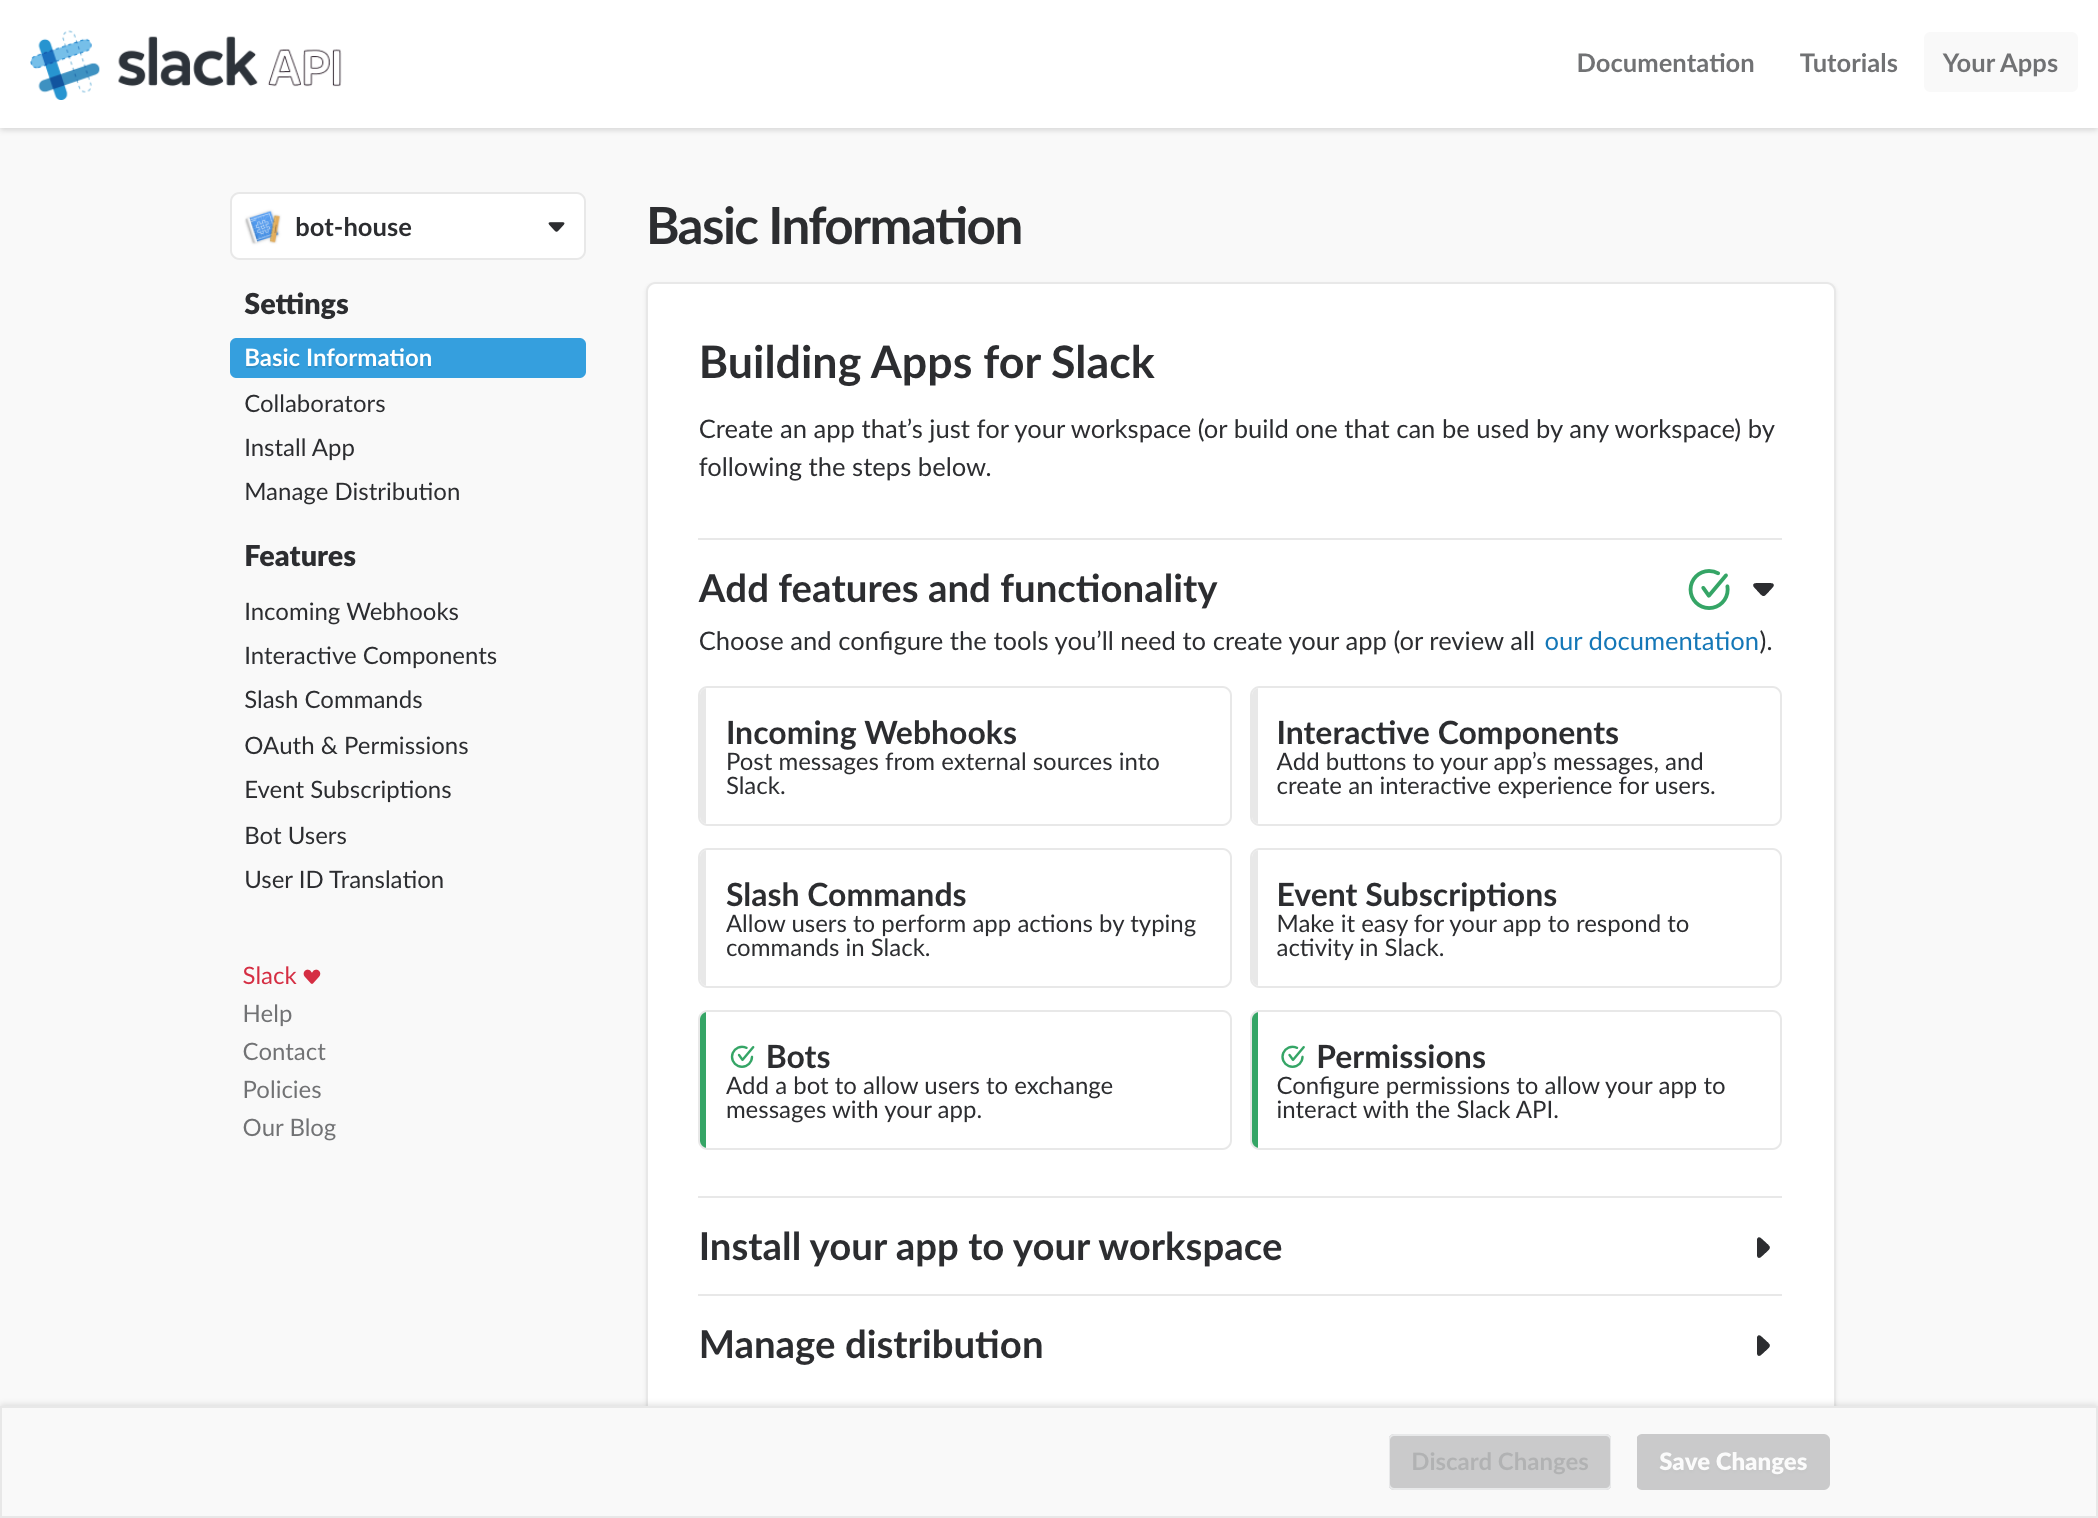 slack API
Documentation
Tutorials
Your Apps
bot-house
Settings
Basic Information
Collaborators
Install App
Manage Distribution
Features
Incoming Webhooks
Interactive Components
Slash Commands
OAuth & Permissions
Event Subscriptions
Bot Users
User ID Translation
Slack
Help
Contact
Policies
Our Blog
Basic Information
Building Apps for Slack
Create an app that’s just for your workspace (or build one that can be used by any workspace) by
following the steps below.
Add features and functionality
Choose and configure the tools you’ll need to create your app (or review all our documentation).
Incoming Webhooks
Post messages from external sources into
Slack.
Interactive Components
Add buttons to your app’s messages, and
create an interactive experience for users.
Slash Commands
Allow users to perform app actions by typing
commands in Slack.
Event Subscriptions
Make it easy for your app to respond to
activity in Slack.
Bots
Add a bot to allow users to exchange
messages with your app.
Permissions
Configure permissions to allow your app to
interact with the Slack API.
Install your app to your workspace
Manage distribution
Discard Changes
Save Changes